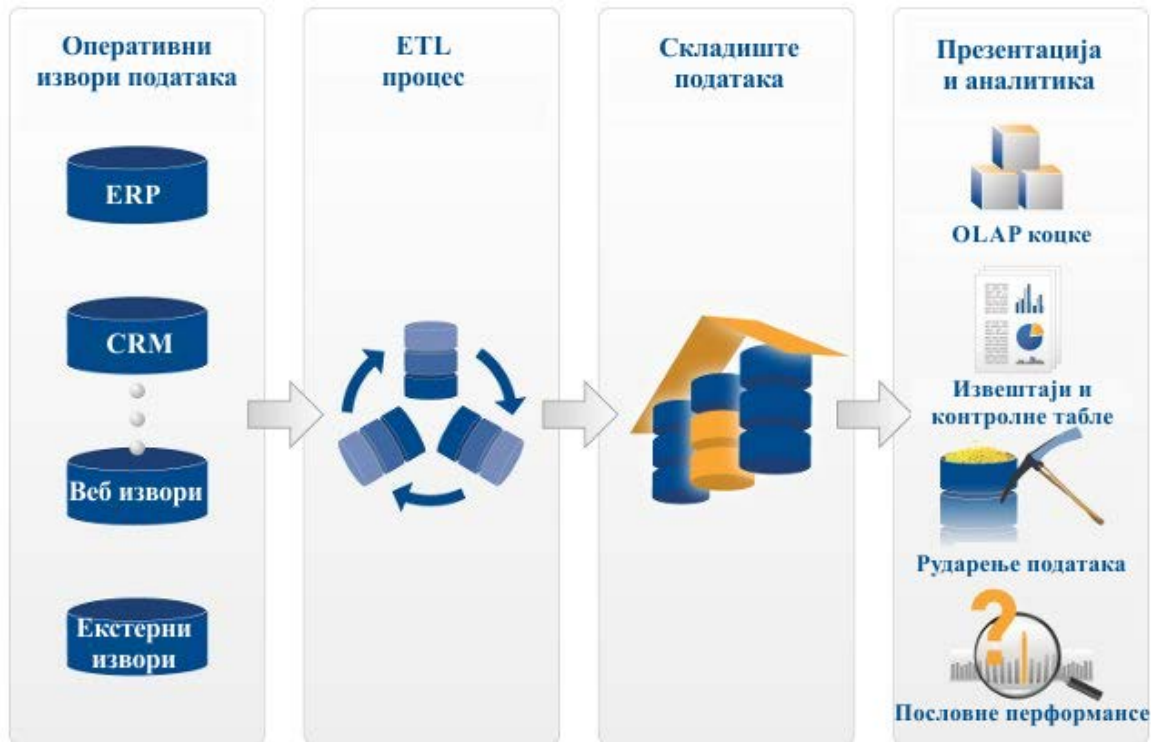 Оперативни
извори података
ERP
CRM
Веб извори
Екстерни
извори
ETL
процес
Складиште
података
Презентација
и аналитика
OLAP коцке
Извештаји и
контролне табле
Рударење података
?
Пословне перформансе